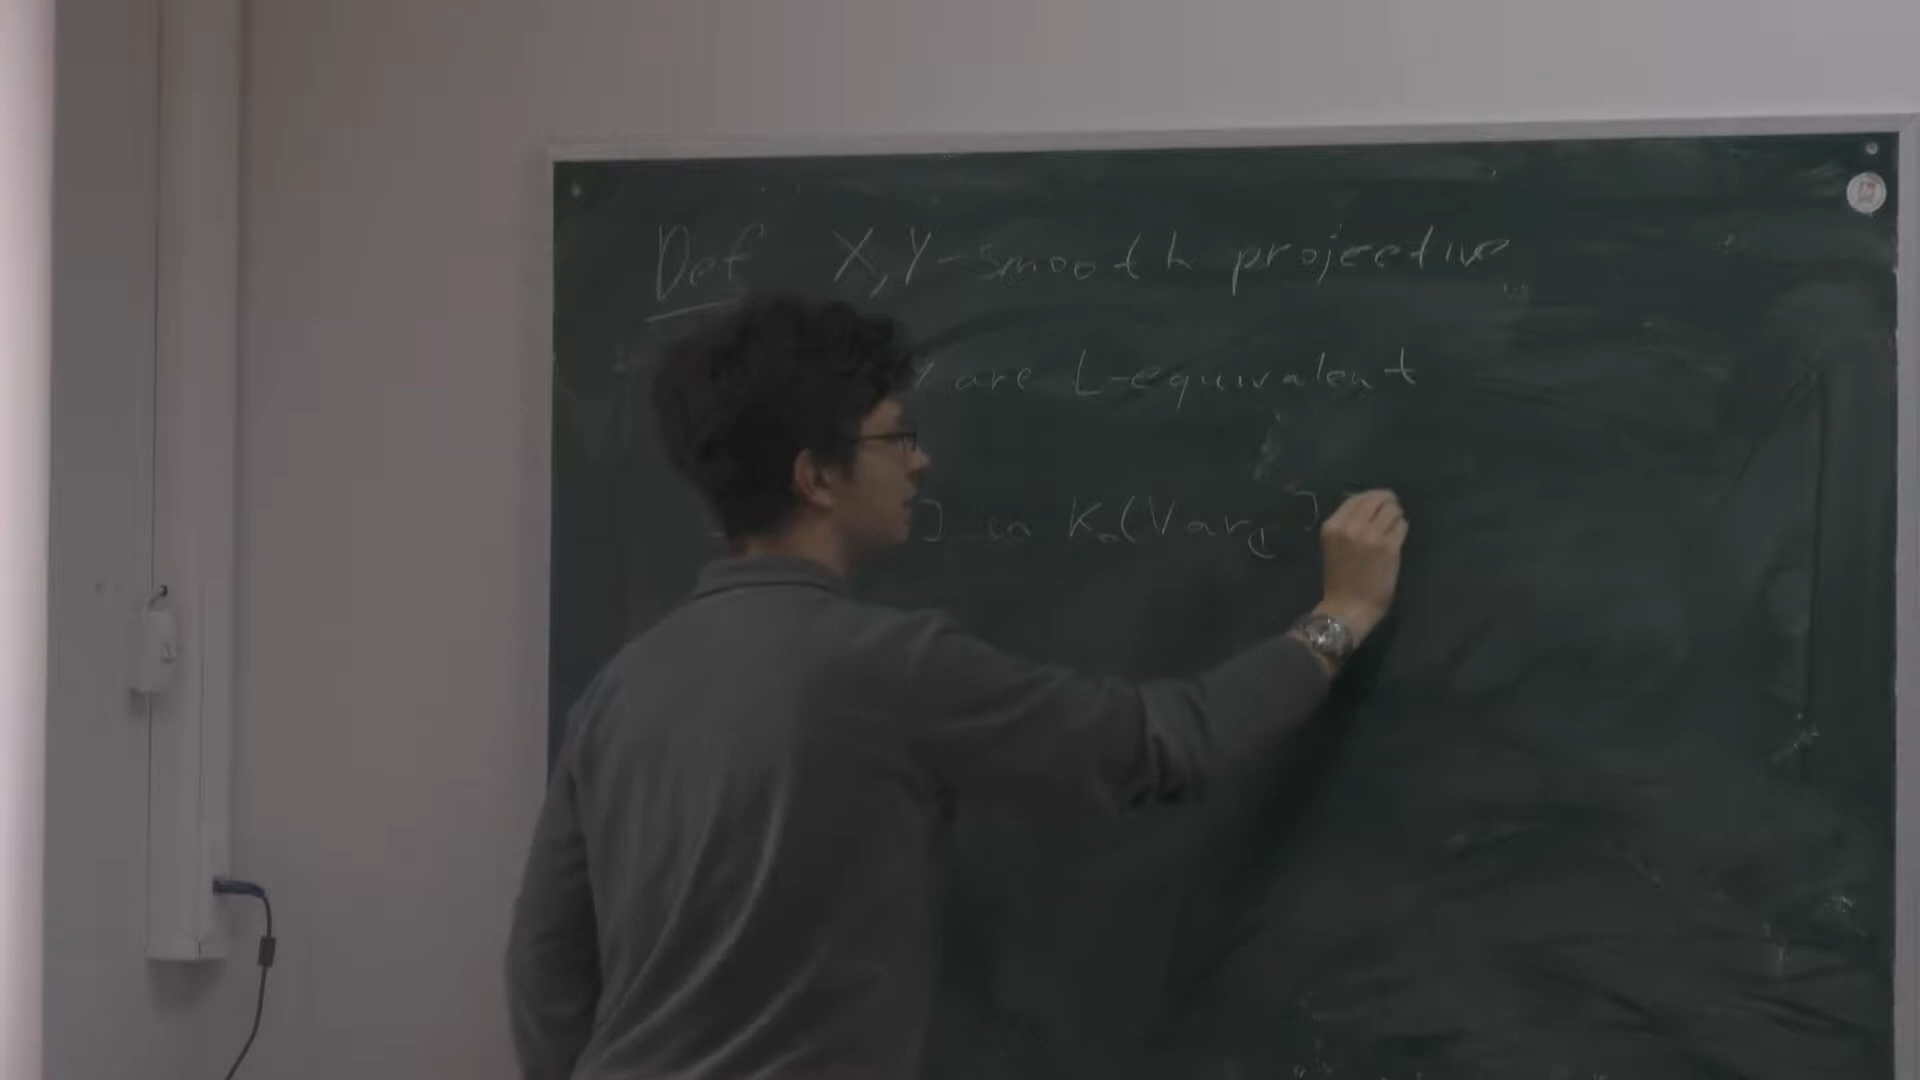 Def X,Y-smooth projective
Y are L-equivalent
] in K₀(Var_ℂ)